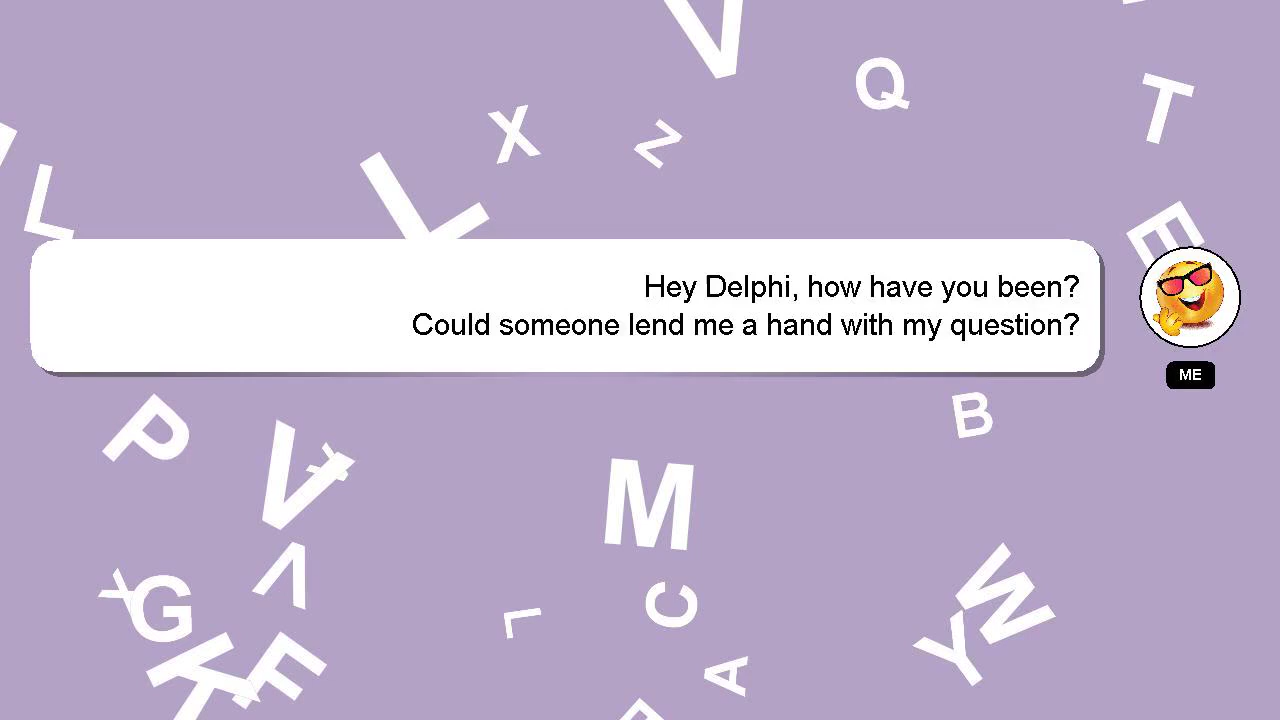 V
Q
T
X
Z
L
L
E
Hey Delphi, how have you been?
Could someone lend me a hand with my question?
ME
B
P
V
M
V
W
X
G
C
L
Y
K
F
A